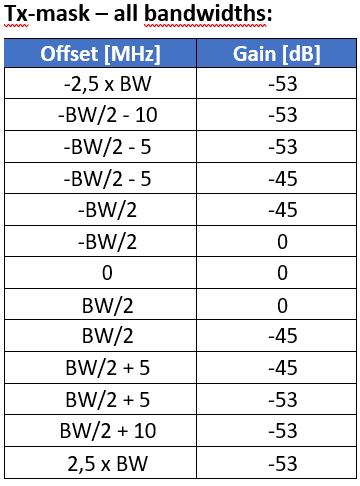 Tx-mask – all bandwidths:
Offset [MHz] Gain [dB]
-2,5 x BW -53
-BW/2 - 10 -53
-BW/2 - 5 -53
-BW/2 - 5 -45
-BW/2 -45
-BW/2 0
0 0
BW/2 0
BW/2 -45
BW/2 + 5 -45
BW/2 + 5 -53
BW/2 + 10 -53
2,5 x BW -53